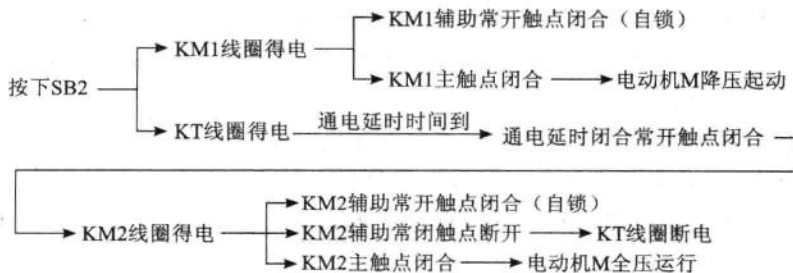 KM1辅助常开触点闭合（自锁）
KM1线圈得电
按下SB2
KM1主触点闭合
电动机M降压起动
KT线圈得电
通电延时时间到
通电延时闭合常开触点闭合
KM2辅助常开触点闭合（自锁）
KM2线圈得电
KM2辅助常闭触点断开
KT线圈断电
KM2主触点闭合
电动机M全压运行